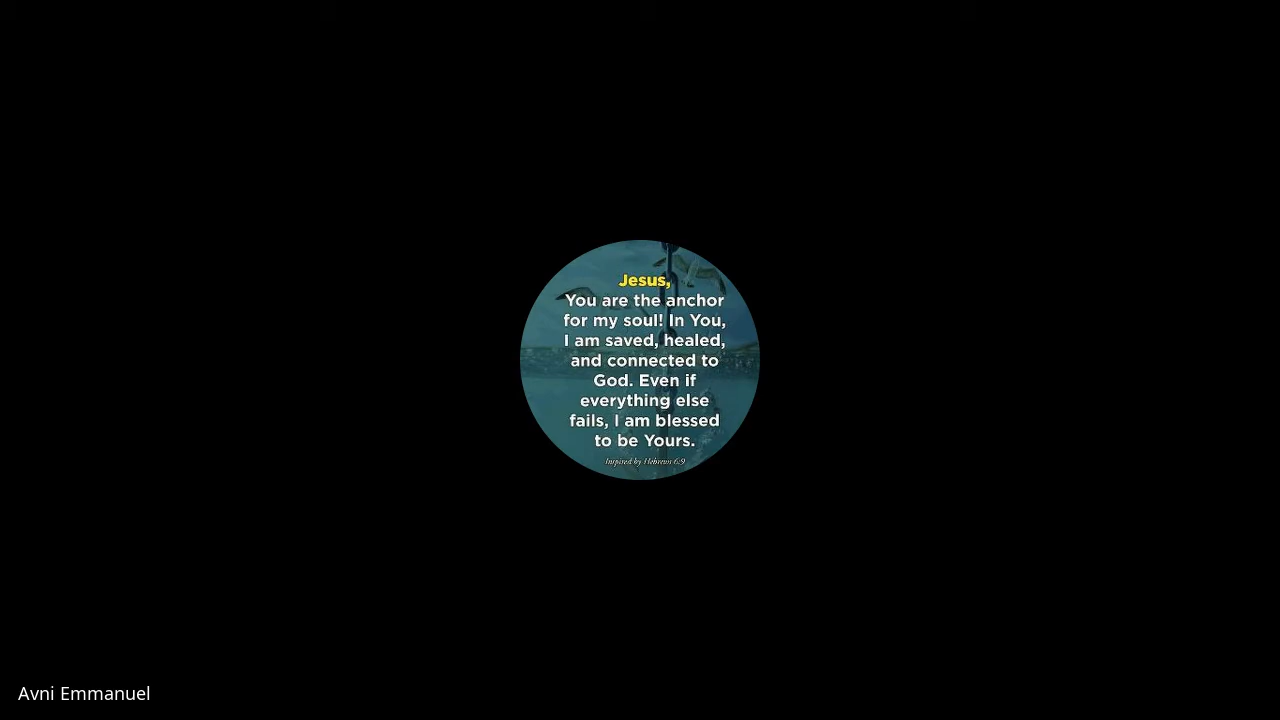 Jesus,
You are the anchor
for my soul! In You,
I am saved, healed,
and connected to
God. Even if
everything else
fails, I am blessed
to be Yours.
Inspired by Hebrews 6:9
Avni Emmanuel